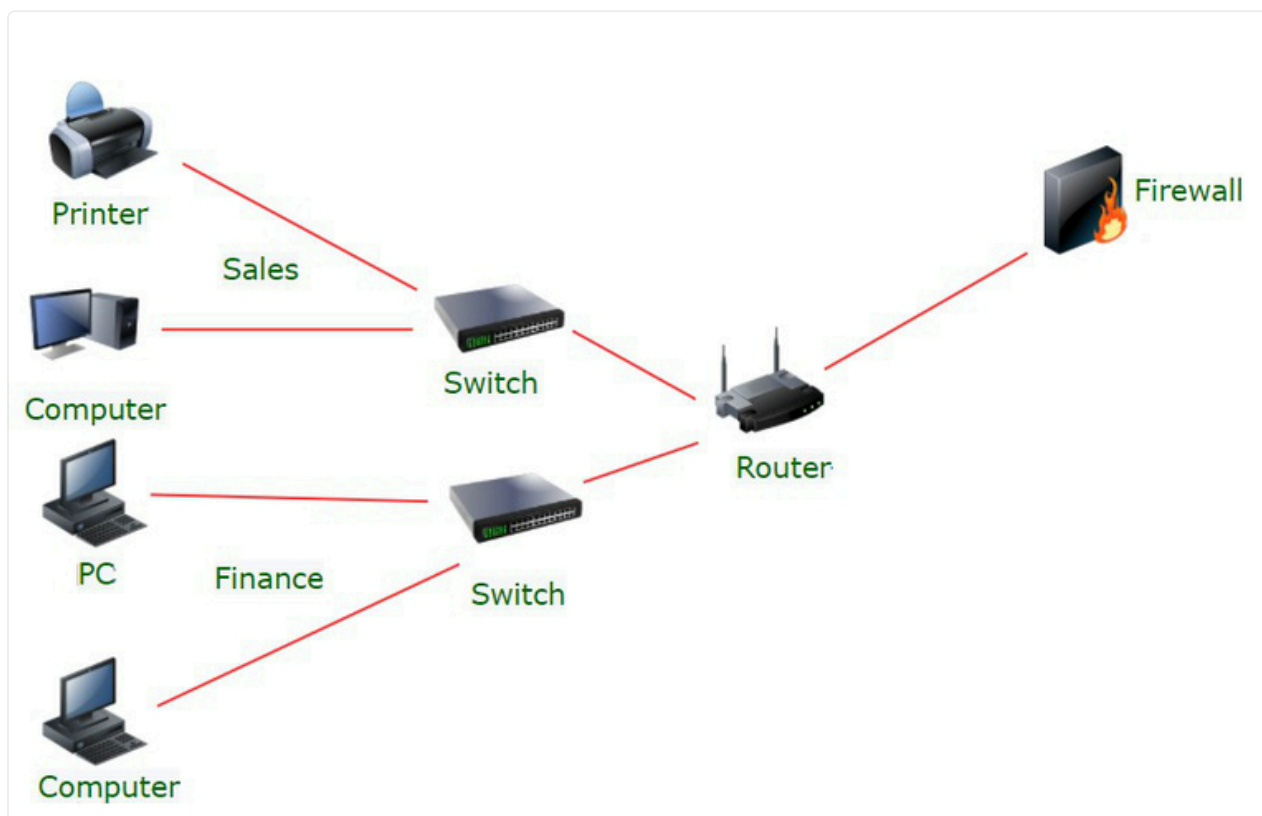 Printer
Firewall
Sales
Computer
Switch
Router
PC
Finance
Switch
Computer